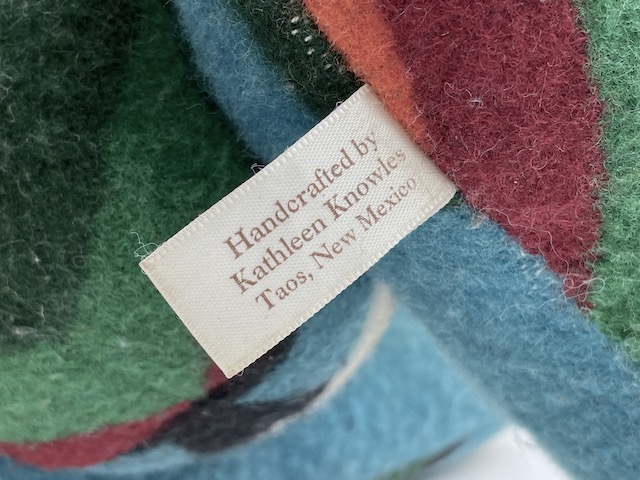 Handcrafted by
Kathleen Knowles
Taos, New Mexico